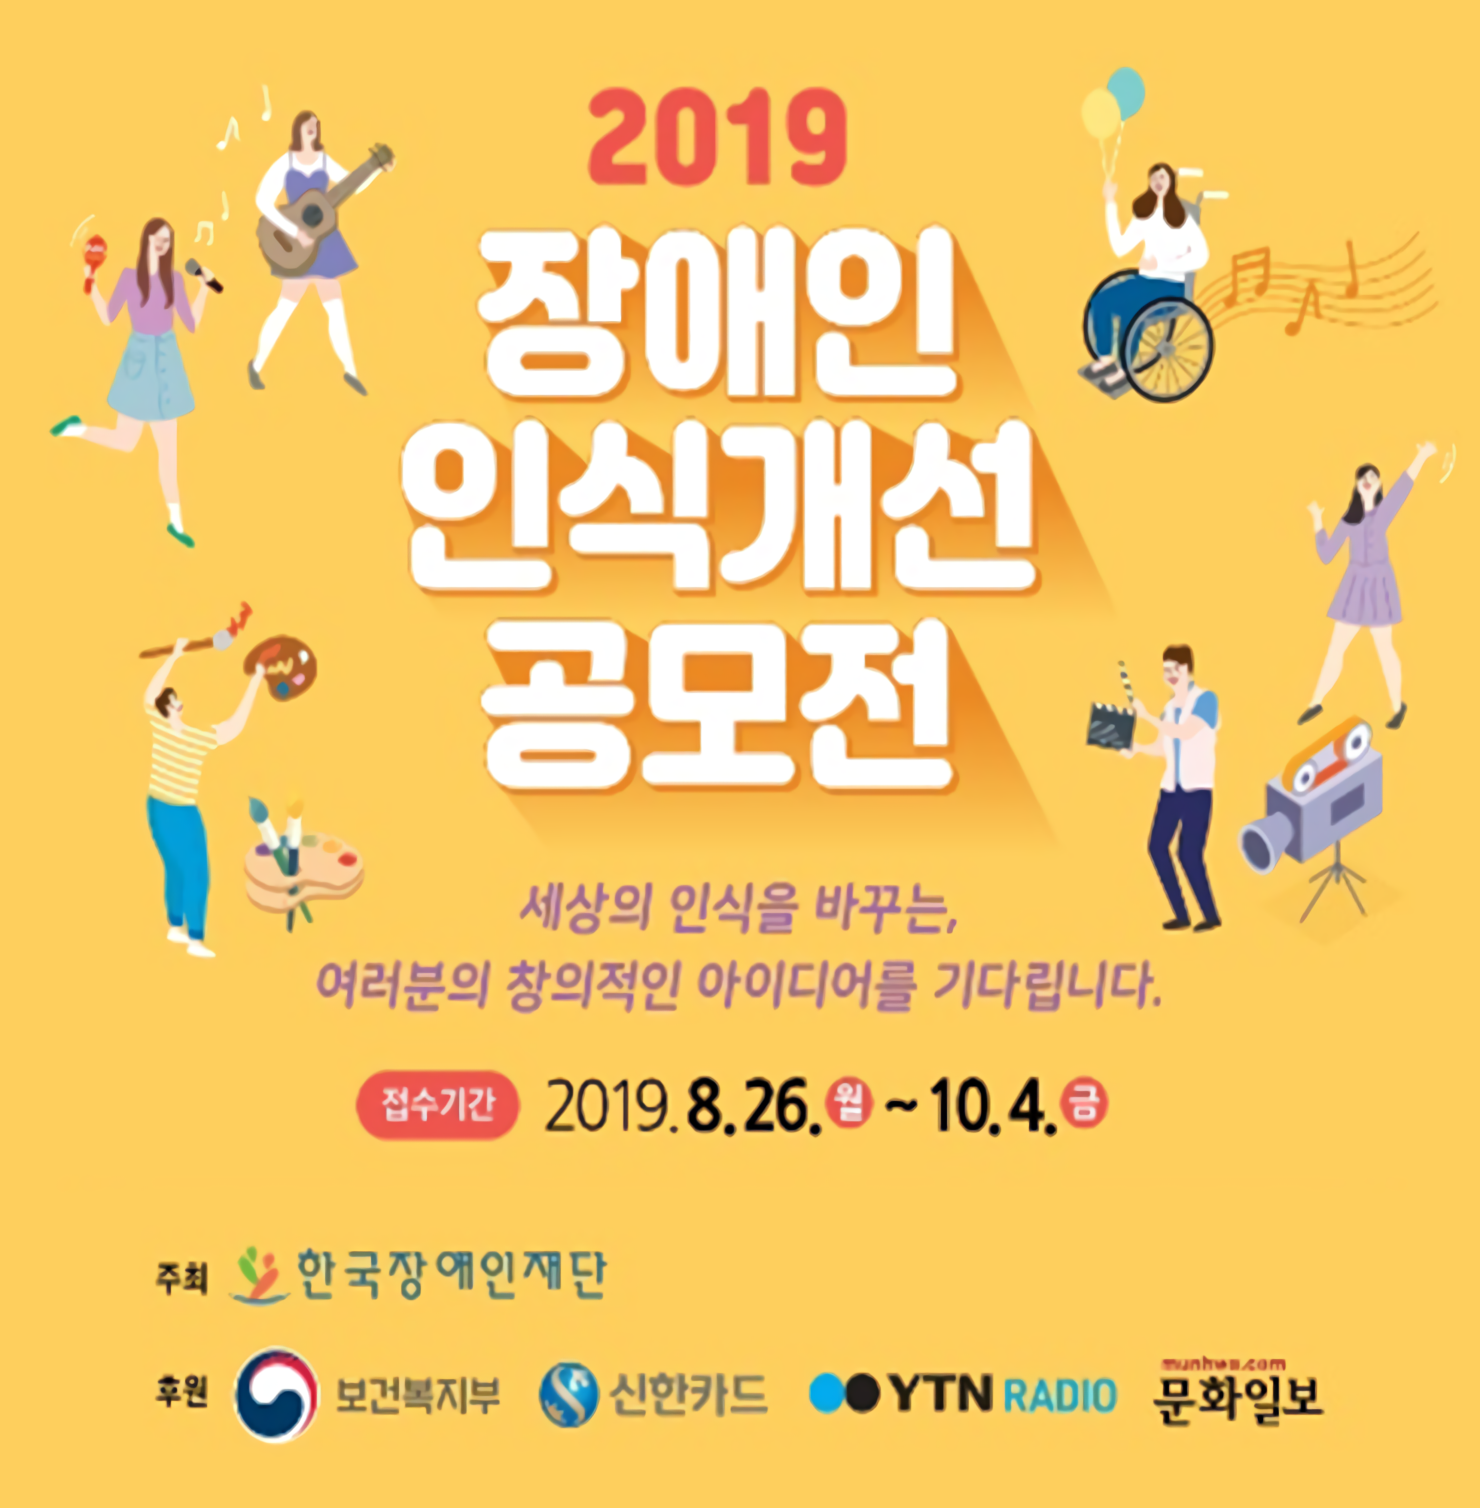 2019
장애인
인식개선
공모전
세상의 인식을 바꾸는,
여러분의 창의적인 아이디어를 기다립니다.
접수기간 2019. 8. 26. 월 ~ 10. 4. 금
주최 한국장애인재단
후원 보건복지부 신한카드 YTN RADIO munhwa.com 문화일보